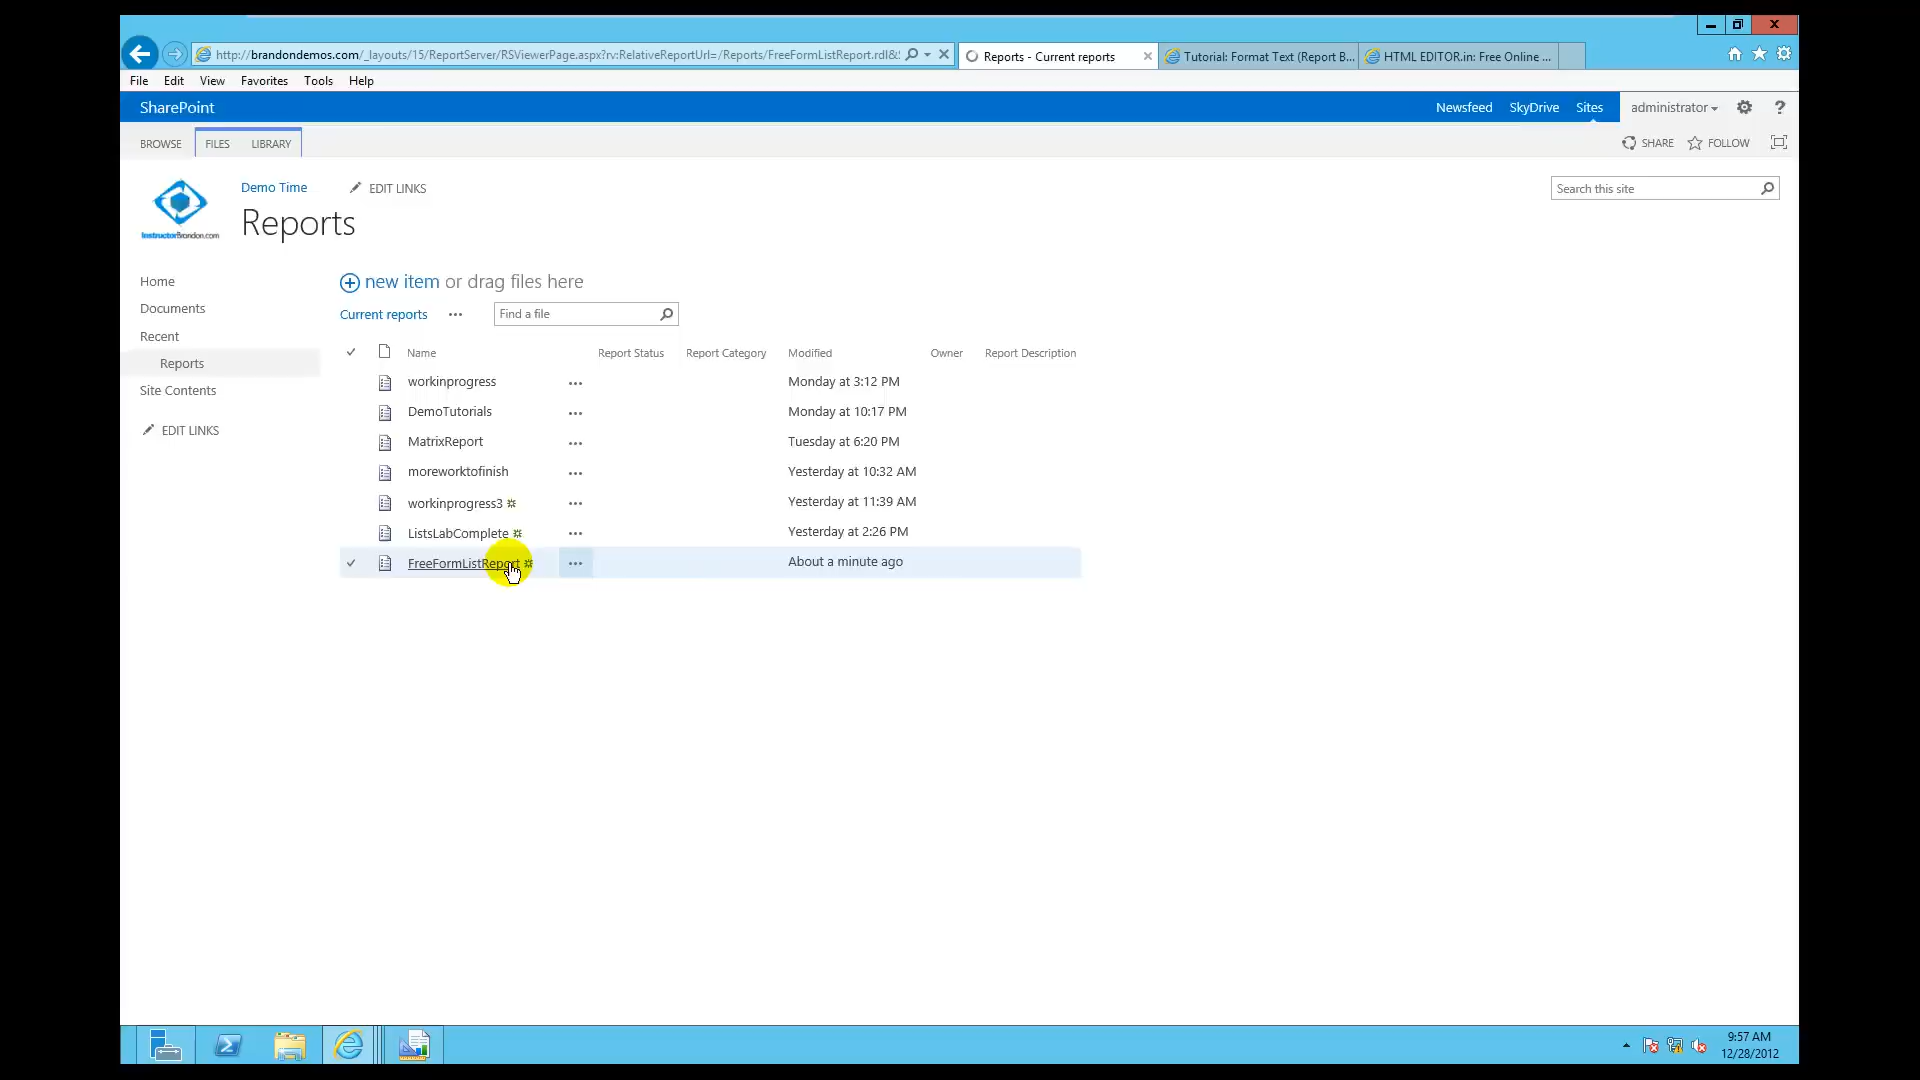 http://brandondemos.com/_layouts/15/ReportServer/RSViewerPage.aspx?rv:RelativeReportUrl=/Reports/FreeFormListReport.rdl&
Reports - Current reports
Tutorial: Format Text (Report B...
HTML EDITOR.in: Free Online ...
File Edit View Favorites Tools Help
SharePoint
Newsfeed SkyDrive Sites administrator ?
BROWSE FILES LIBRARY
SHARE FOLLOW
Demo Time EDIT LINKS
Search this site
Reports
InstructorBrandon.com
Home
Documents
Recent
Reports
Site Contents
EDIT LINKS
new item or drag files here
Current reports ... Find a file
Name Report Status Report Category Modified Owner Report Description
workinprogress ... Monday at 3:12 PM
DemoTutorials ... Monday at 10:17 PM
MatrixReport ... Tuesday at 6:20 PM
moreworktofinish ... Yesterday at 10:32 AM
workinprogress3 ... Yesterday at 11:39 AM
ListsLabComplete ... Yesterday at 2:26 PM
FreeFormListReport ... About a minute ago
9:57 AM
12/28/2012